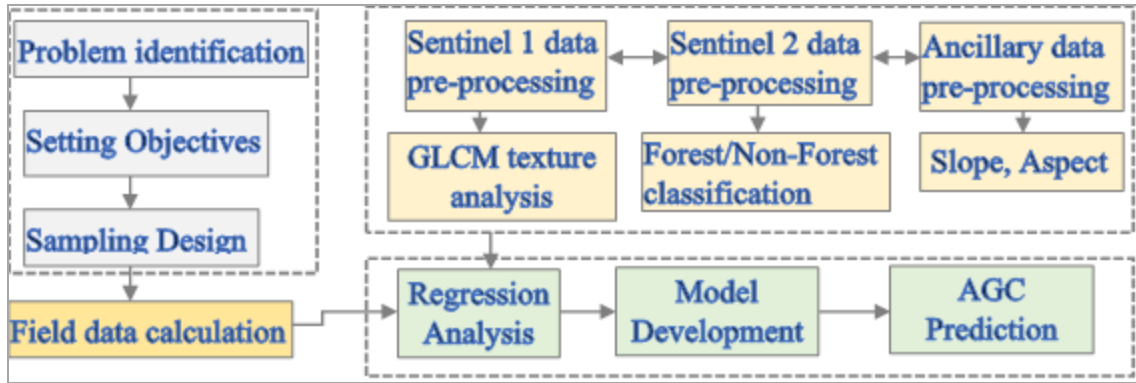 Problem identification
Setting Objectives
Sampling Design
Field data calculation
Sentinel 1 data
pre-processing
Sentinel 2 data
pre-processing
Ancillary data
pre-processing
GLCM texture
analysis
Forest/Non-Forest
classification
Slope, Aspect
Regression
Analysis
Model
Development
AGC
Prediction